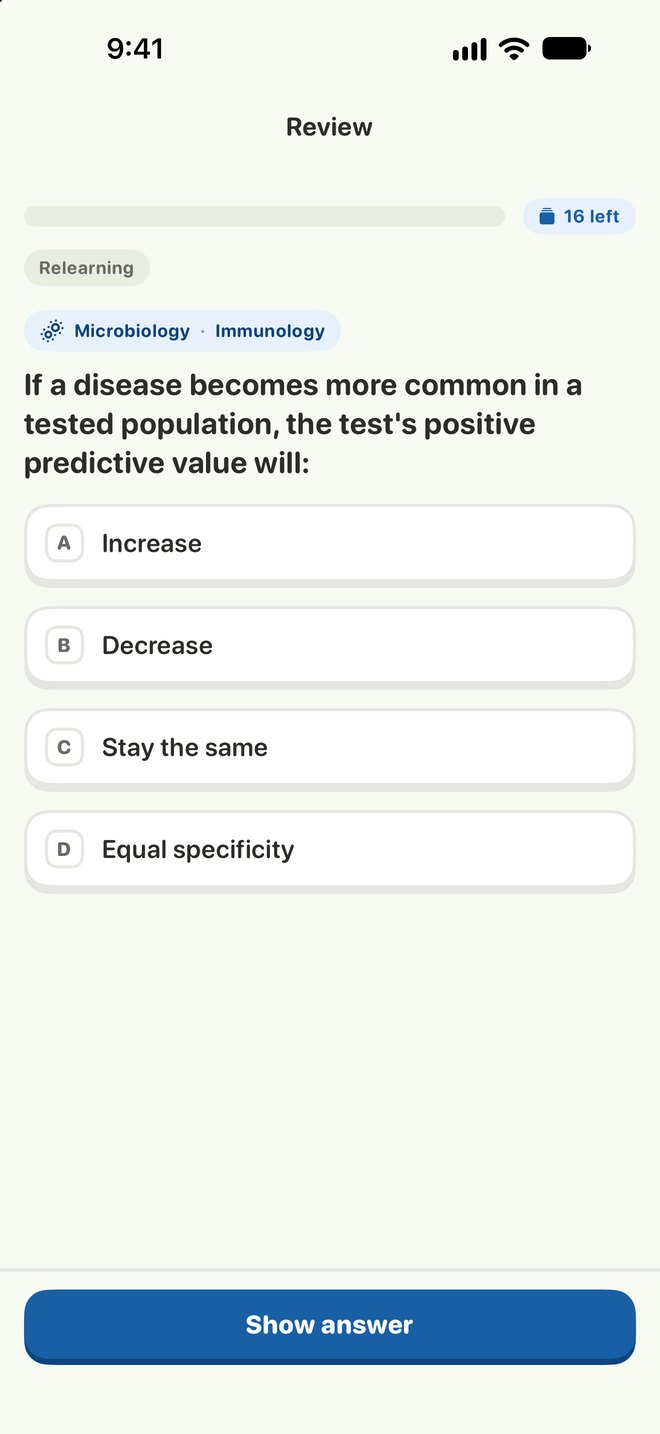 9:41
Review
16 left
Relearning
Microbiology · Immunology
If a disease becomes more common in a
tested population, the test's positive
predictive value will:
A Increase
B Decrease
C Stay the same
D Equal specificity
Show answer